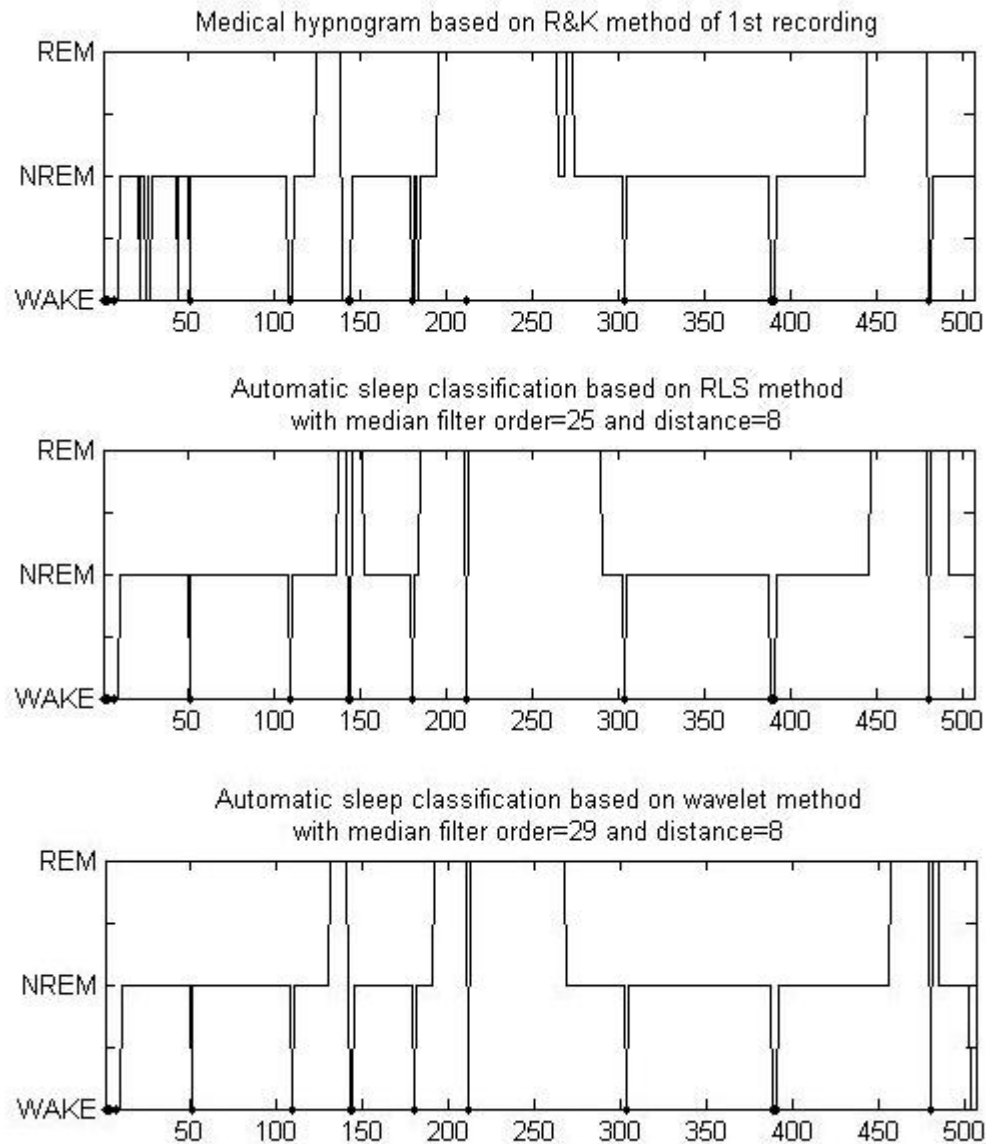 Medical hypnogram based on R&K method of 1st recording
REM
NREM
WAKE
50 100 150 200 250 300 350 400 450 500
Automatic sleep classification based on RLS method
with median filter order=25 and distance=8
REM
NREM
WAKE
50 100 150 200 250 300 350 400 450 500
Automatic sleep classification based on wavelet method
with median filter order=29 and distance=8
REM
NREM
WAKE
50 100 150 200 250 300 350 400 450 500